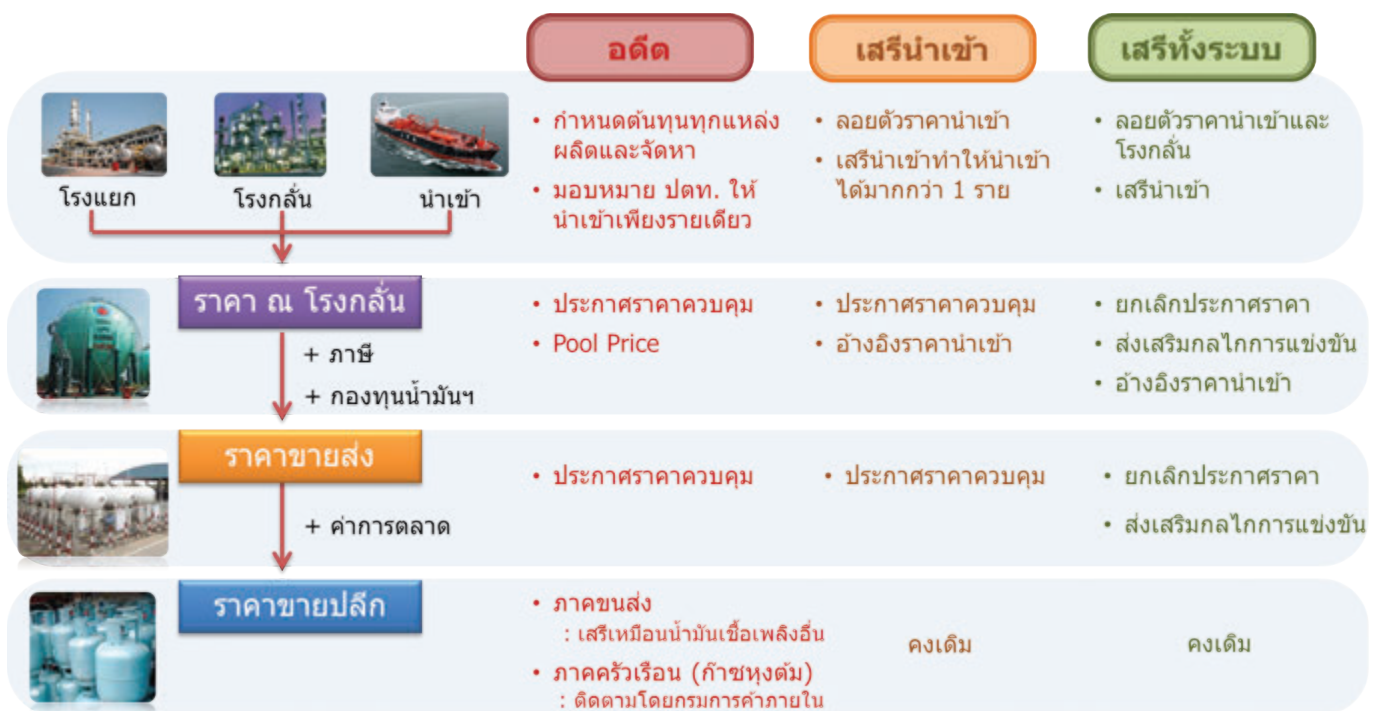 อดีต
เสรีนำเข้า
เสรีทั้งระบบ
โรงแยก
โรงกลั่น
นำเข้า
• กำหนดต้นทุนทุกแหล่ง
ผลิตและจัดหา
• มอบหมาย ปตท. ให้
นำเข้าเพียงรายเดียว
• ลอยตัวราคานำเข้า
• เสรีนำเข้าทำให้นำเข้า
ได้มากกว่า 1 ราย
• ลอยตัวราคานำเข้าและ
โรงกลั่น
• เสรีนำเข้า
ราคา ณ โรงกลั่น
+ ภาษี
+ กองทุนน้ำมันฯ
• ประกาศราคาควบคุม
• Pool Price
• ประกาศราคาควบคุม
• อ้างอิงราคานำเข้า
• ยกเลิกประกาศราคา
• ส่งเสริมกลไกการแข่งขัน
• อ้างอิงราคานำเข้า
ราคาขายส่ง
+ ค่าการตลาด
• ประกาศราคาควบคุม
• ประกาศราคาควบคุม
• ยกเลิกประกาศราคา
• ส่งเสริมกลไกการแข่งขัน
ราคาขายปลีก
• ภาคขนส่ง
: เสรีเหมือนน้ำมันเชื้อเพลิงอื่น
• ภาคครัวเรือน (ก๊าซหุงต้ม)
: ติดตามโดยกรมการค้าภายใน
คงเดิม
คงเดิม